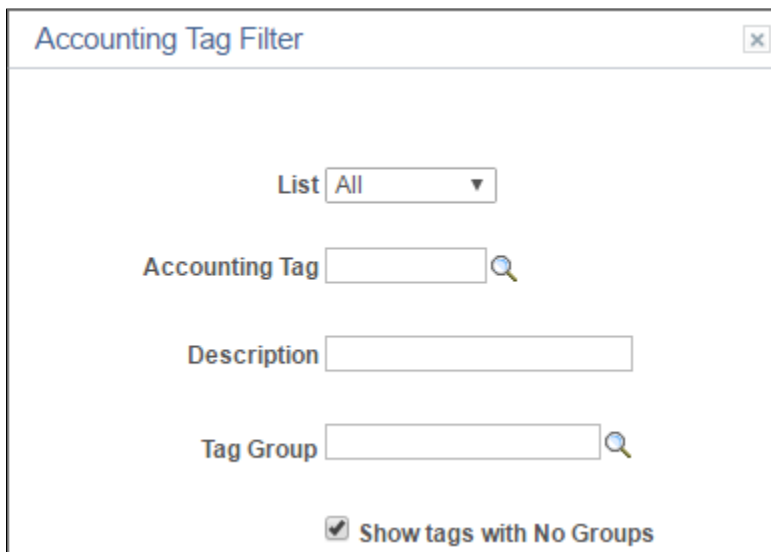 Accounting Tag Filter
List All
Accounting Tag
Description
Tag Group
Show tags with No Groups